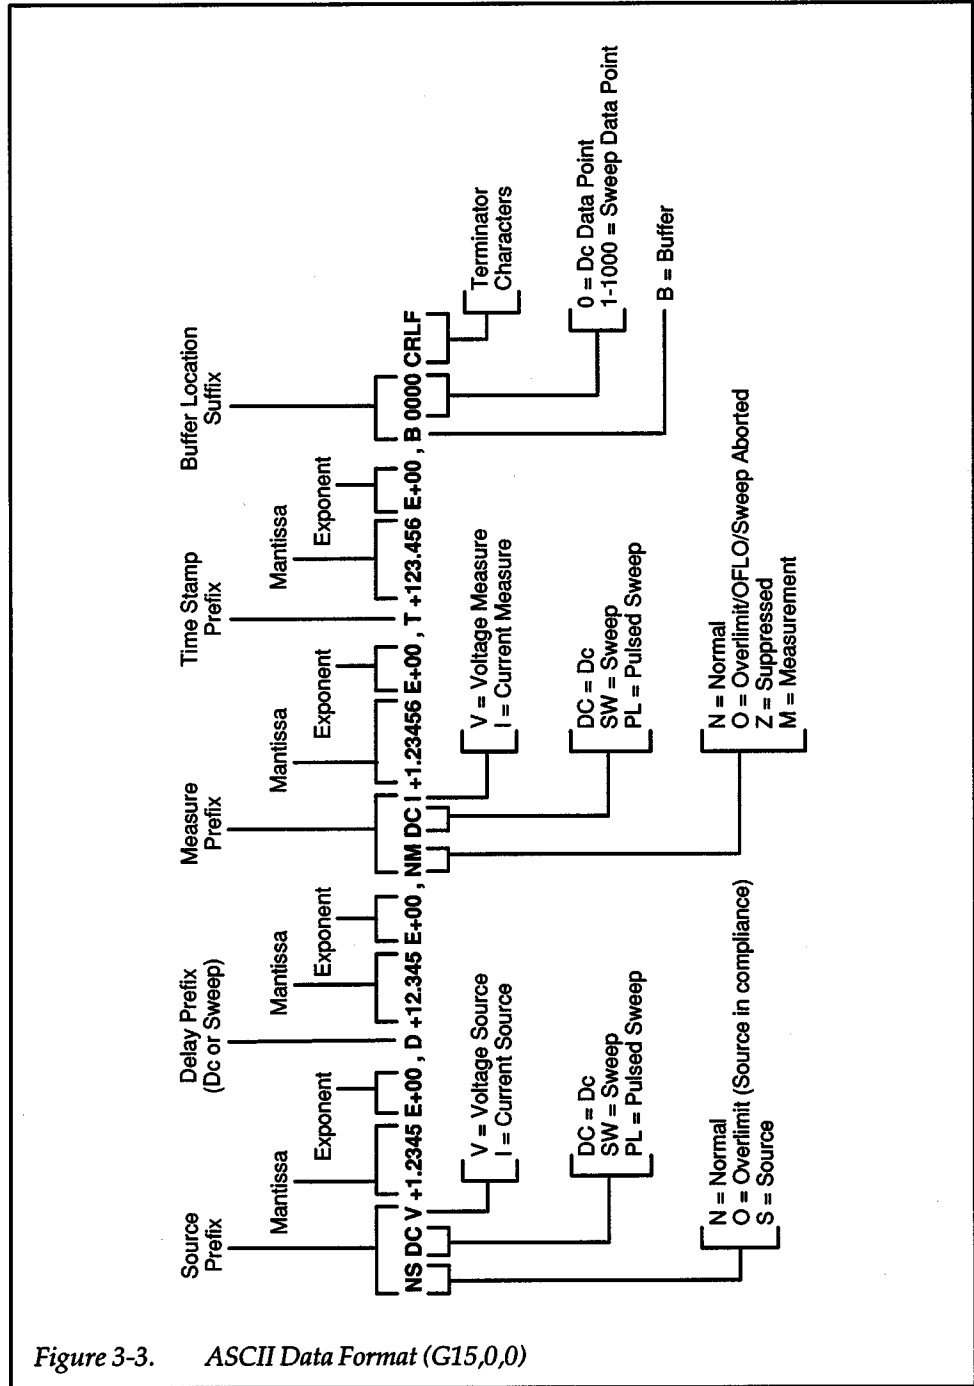 Source
Prefix
Mantissa
Exponent
Delay Prefix
(Dc or Sweep)
Mantissa
Exponent
Measure
Prefix
Mantissa
Exponent
Time Stamp
Prefix
Mantissa
Exponent
Buffer Location
Suffix
NS DC V +1.2345 E+00 , D +12.345 E+00 , NM DC I +1.23456 E+00 , T +123.456 E+00 , B 0000 CRLF
V = Voltage Source
I = Current Source
DC = Dc
SW = Sweep
PL = Pulsed Sweep
N = Normal
O = Overlimit (Source in compliance)
S = Source
V = Voltage Measure
I = Current Measure
DC = Dc
SW = Sweep
PL = Pulsed Sweep
N = Normal
O = Overlimit/OFLO/Sweep Aborted
Z = Suppressed
M = Measurement
Terminator
Characters
0 = Dc Data Point
1-1000 = Sweep Data Point
B = Buffer
Figure 3-3. ASCII Data Format (G15,0,0)